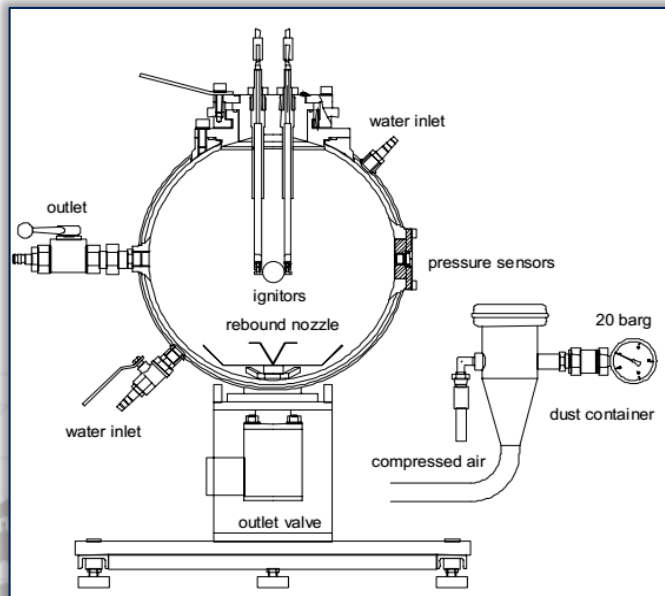 water inlet
outlet
pressure sensors
ignitors
rebound nozzle
20 barg
dust container
water inlet
compressed air
outlet valve